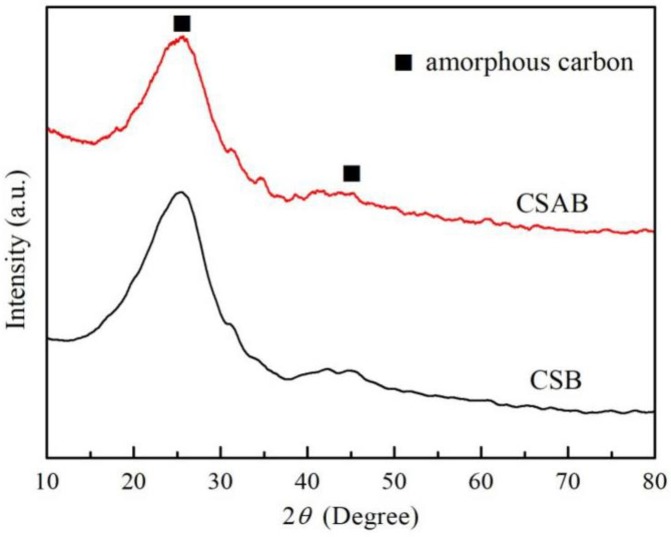 ■ amorphous carbon
CSAB
CSB
Intensity (a.u.)
10 20 30 40 50 60 70 80
2θ (Degree)